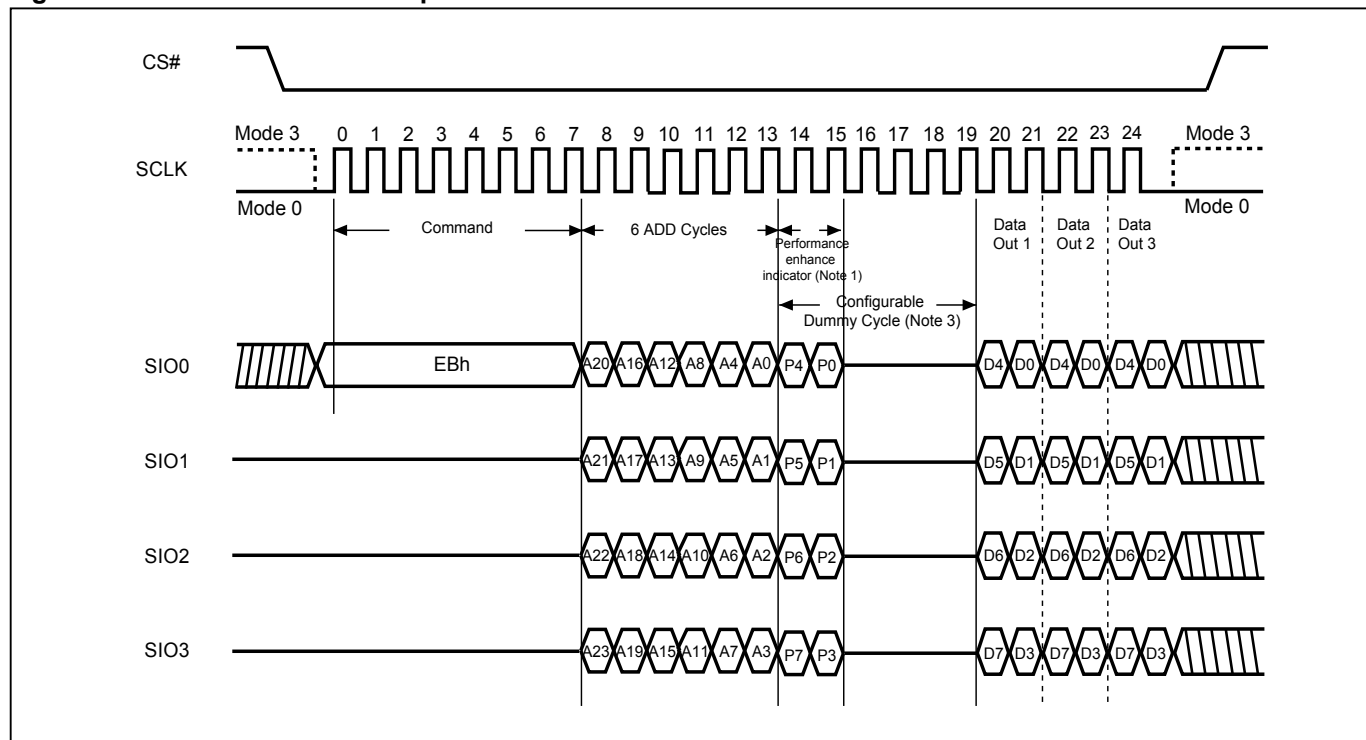 CS#
Mode 3 0 1 2 3 4 5 6 7 8 9 10 11 12 13 14 15 16 17 18 19 20 21 22 23 24 Mode 3
SCLK
Mode 0 Mode 0
Command 6 ADD Cycles Performance enhance indicator (Note 1) Data Out 1 Data Out 2 Data Out 3
Configurable
Dummy Cycle (Note 3)
SIO0 EBh A20 A16 A12 A8 A4 A0 P4 P0 D4 D0 D4 D0 D4 D0
SIO1 A21 A17 A13 A9 A5 A1 P5 P1 D5 D1 D5 D1 D5 D1
SIO2 A22 A18 A14 A10 A6 A2 P6 P2 D6 D2 D6 D2 D6 D2
SIO3 A23 A19 A15 A11 A7 A3 P7 P3 D7 D3 D7 D3 D7 D3